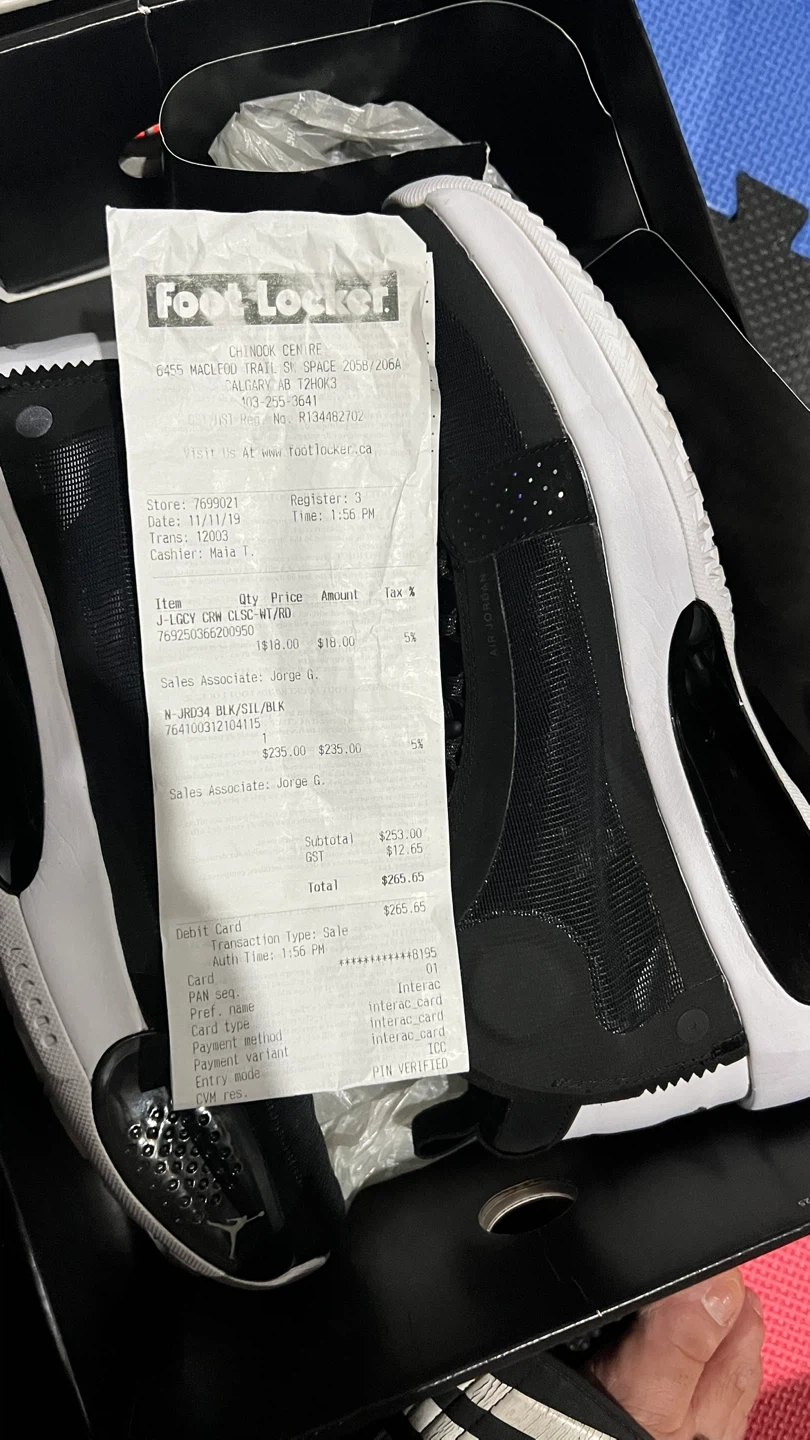 Foot Locker.
CHINOOK CENTRE
6455 MACLEOD TRAIL SW SPACE 205B/206A
CALGARY AB T2H0K3
403-255-3641
GST/HST Reg. No. R134482702
Visit Us At www.footlocker.ca
Store: 7699021 Register: 3
Date: 11/11/19 Time: 1:56 PM
Trans: 12003
Cashier: Maia T.
Item Qty Price Amount Tax %
J-LGCY CRW CLSC-WT/RD
769250366200950
1$18.00 $18.00 5%
Sales Associate: Jorge G.
N-JRD34 BLK/SIL/BLK
764100312104115
1
$235.00 $235.00 5%
Sales Associate: Jorge G.
Subtotal $253.00
GST $12.65
Total $265.65
$265.65
Debit Card
Transaction Type: Sale
Auth Time: 1:56 PM
Card ************8195
PAN seq. 01
Pref. name Interac
Card type interac_card
Payment method interac_card
Payment variant interac_card
Entry mode ICC
CVM res. PIN VERIFIED
AIR JORDAN